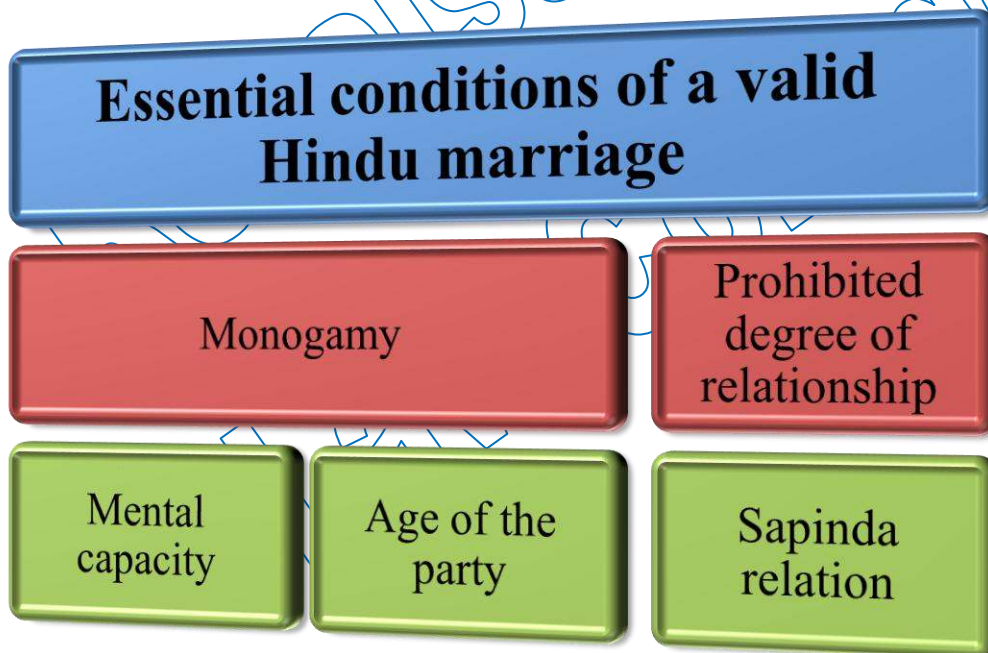 Essential conditions of a valid
Hindu marriage
Monogamy
Prohibited
degree of
relationship
Mental
capacity
Age of the
party
Sapinda
relation